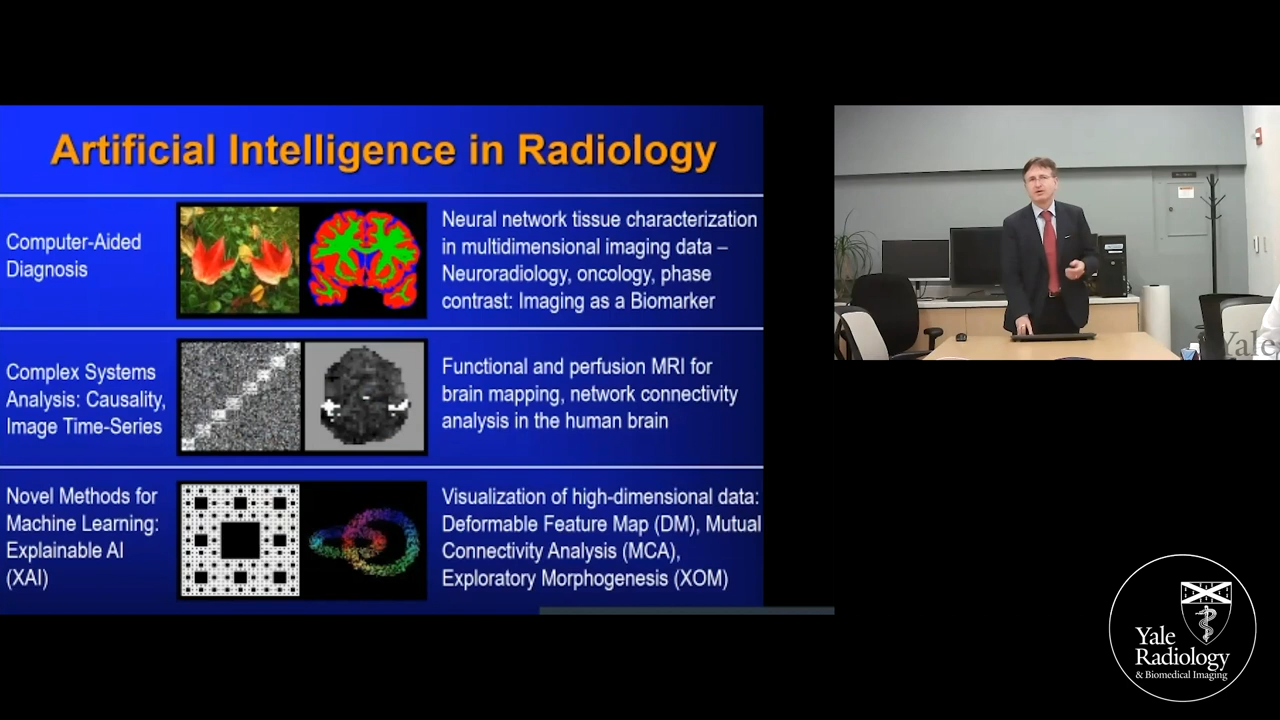 Artificial Intelligence in Radiology
Computer-Aided
Diagnosis
Neural network tissue characterization
in multidimensional imaging data –
Neuroradiology, oncology, phase
contrast: Imaging as a Biomarker
Complex Systems
Analysis: Causality,
Image Time-Series
Functional and perfusion MRI for
brain mapping, network connectivity
analysis in the human brain
Novel Methods for
Machine Learning:
Explainable AI
(XAI)
Visualization of high-dimensional data:
Deformable Feature Map (DM), Mutual
Connectivity Analysis (MCA),
Exploratory Morphogenesis (XOM)
Yale
Yale
Radiology
& Biomedical Imaging